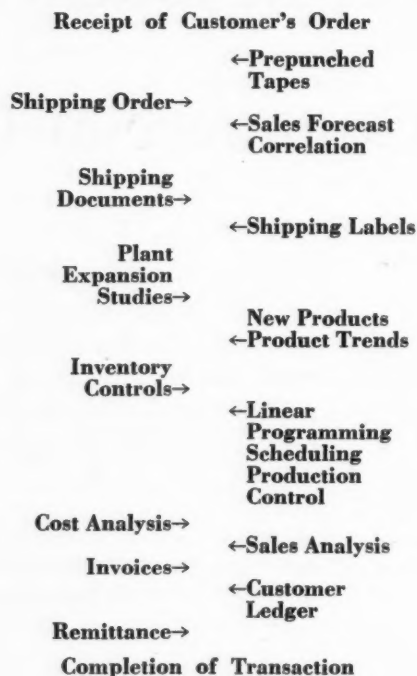 Receipt of Customer's Order
←Prepunched
Tapes
Shipping Order→
←Sales Forecast
Correlation
Shipping
Documents→
←Shipping Labels
Plant
Expansion
Studies→
New Products
←Product Trends
Inventory
Controls→
←Linear
Programming
Scheduling
Production
Control
Cost Analysis→
←Sales Analysis
Invoices→
←Customer
Ledger
Remittance→
Completion of Transaction